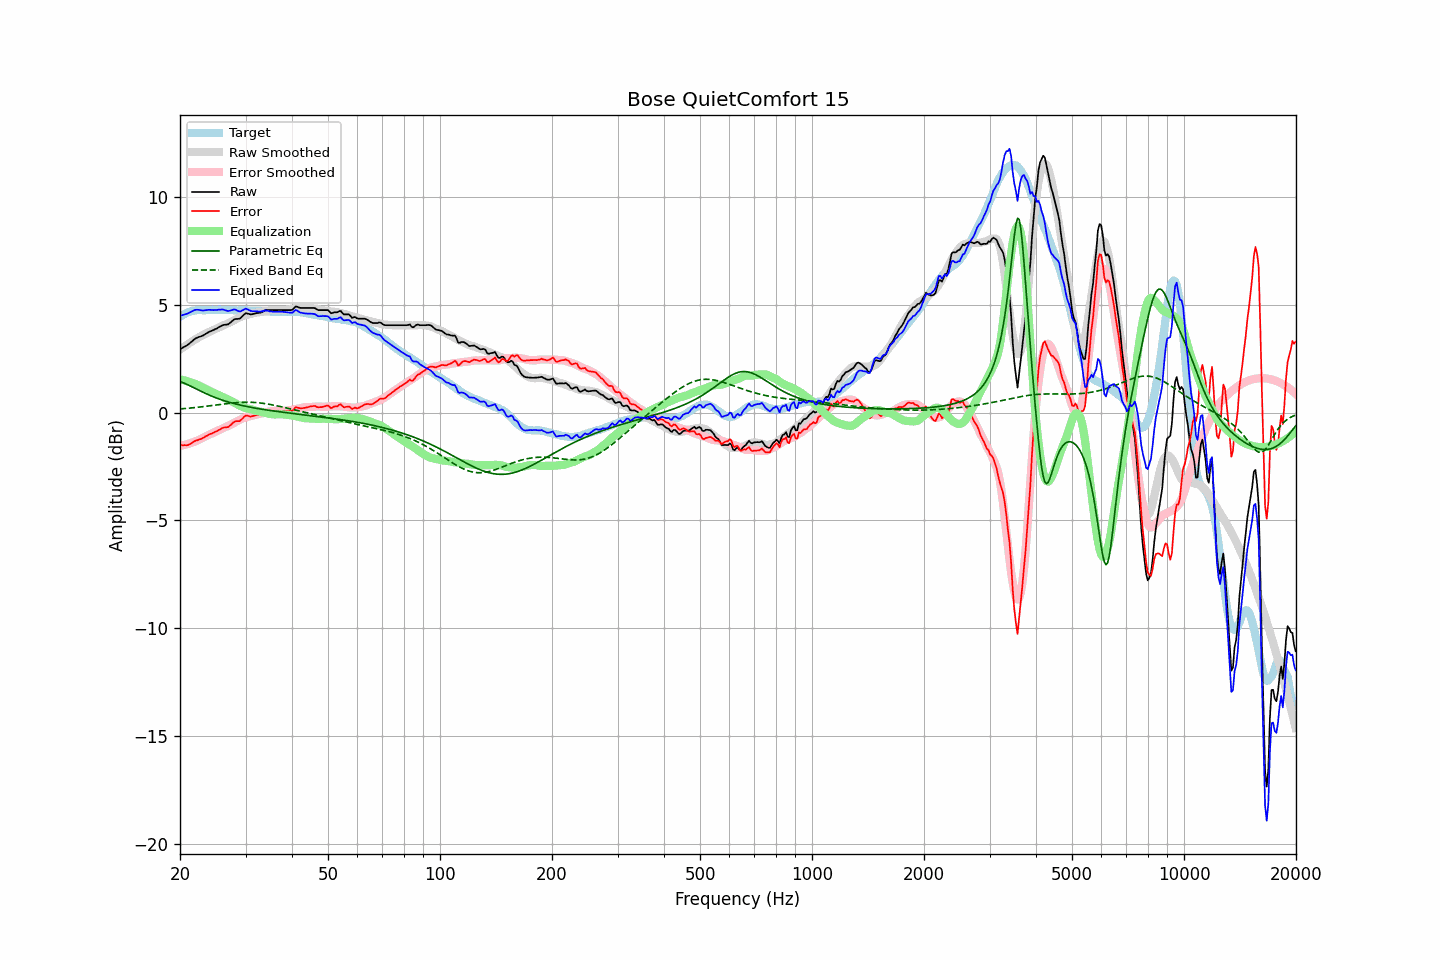 Bose QuietComfort 15
Target
Raw Smoothed
Error Smoothed
Raw
Error
Equalization
Parametric Eq
Fixed Band Eq
Equalized
10
5
0
−5
−10
−15
−20
Amplitude (dBr)
20 50 100 200 500 1000 2000 5000 10000 20000
Frequency (Hz)